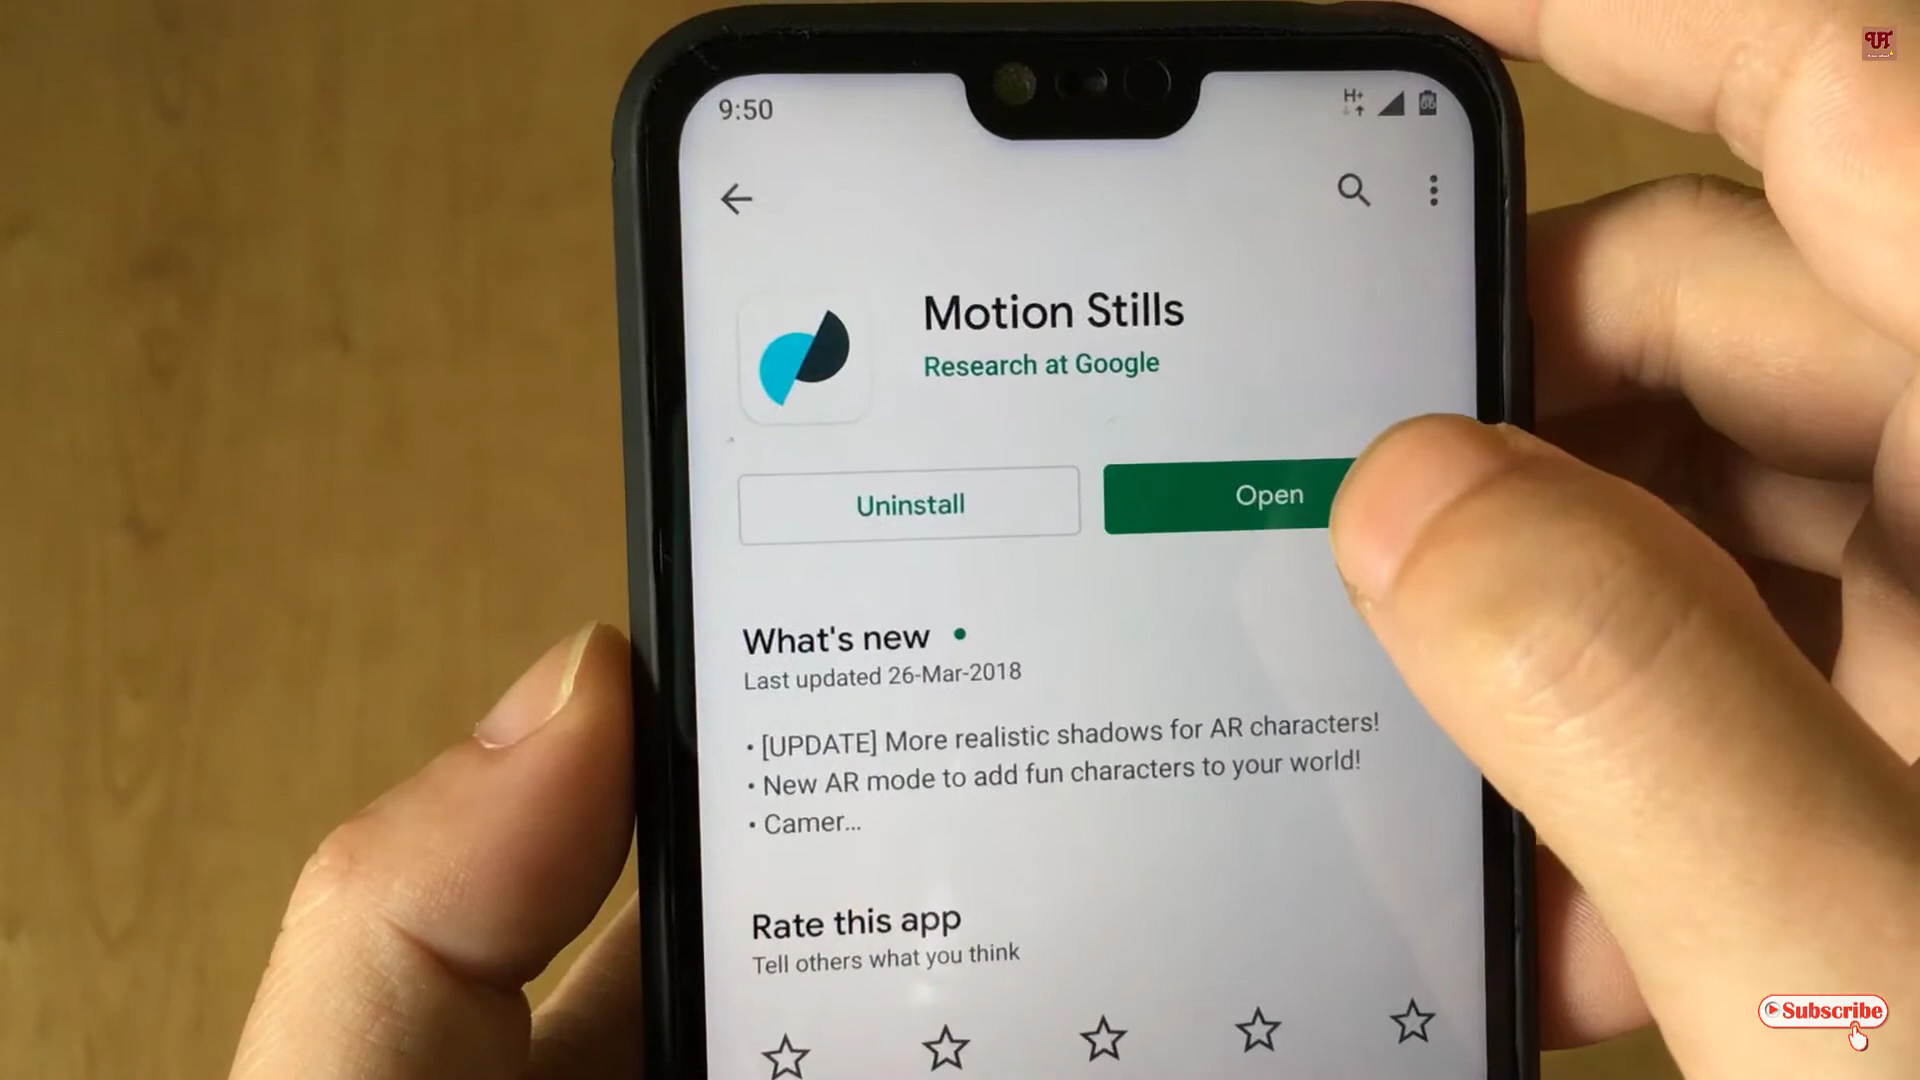 9:50
H+
Motion Stills
Research at Google
Uninstall
Open
What's new
Last updated 26-Mar-2018
• [UPDATE] More realistic shadows for AR characters!
• New AR mode to add fun characters to your world!
• Camer...
Rate this app
Tell others what you think
Subscribe